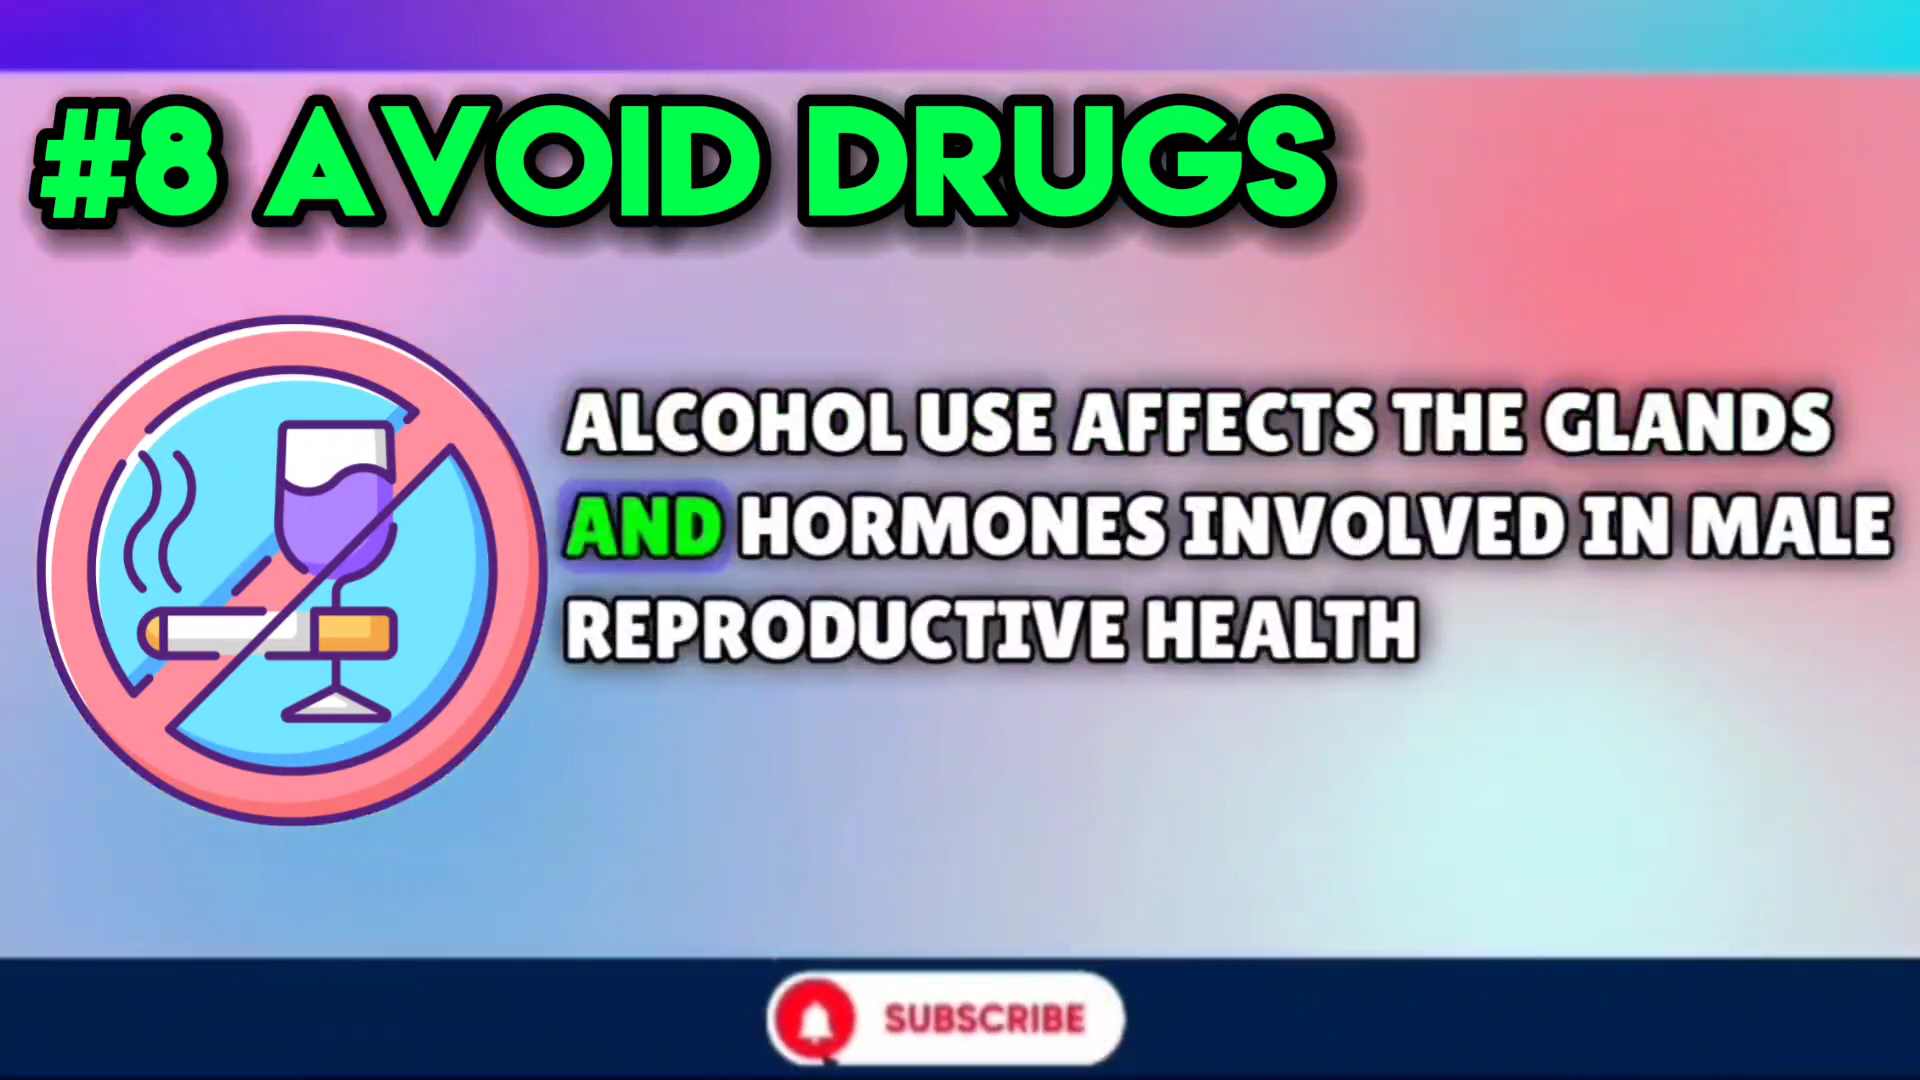 #8 AVOID DRUGS
ALCOHOL USE AFFECTS THE GLANDS
AND HORMONES INVOLVED IN MALE
REPRODUCTIVE HEALTH
SUBSCRIBE